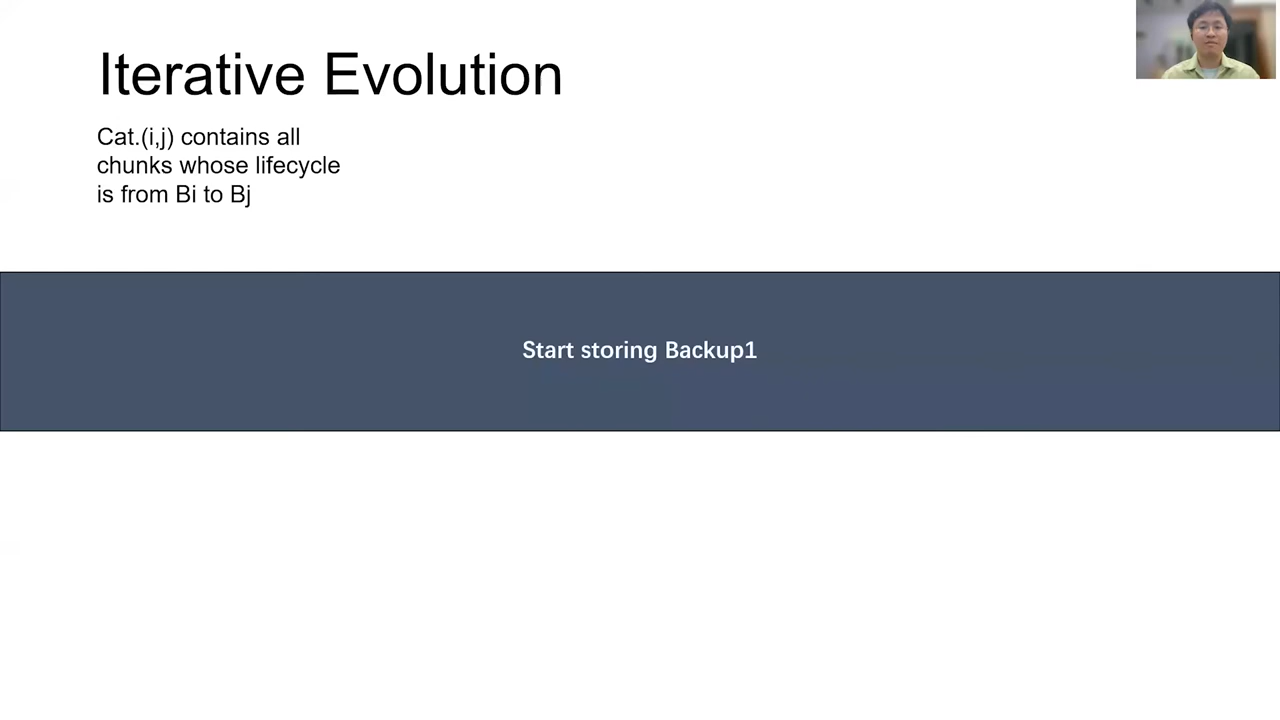 Iterative Evolution
Cat.(i,j) contains all
chunks whose lifecycle
is from Bi to Bj
Start storing Backup1